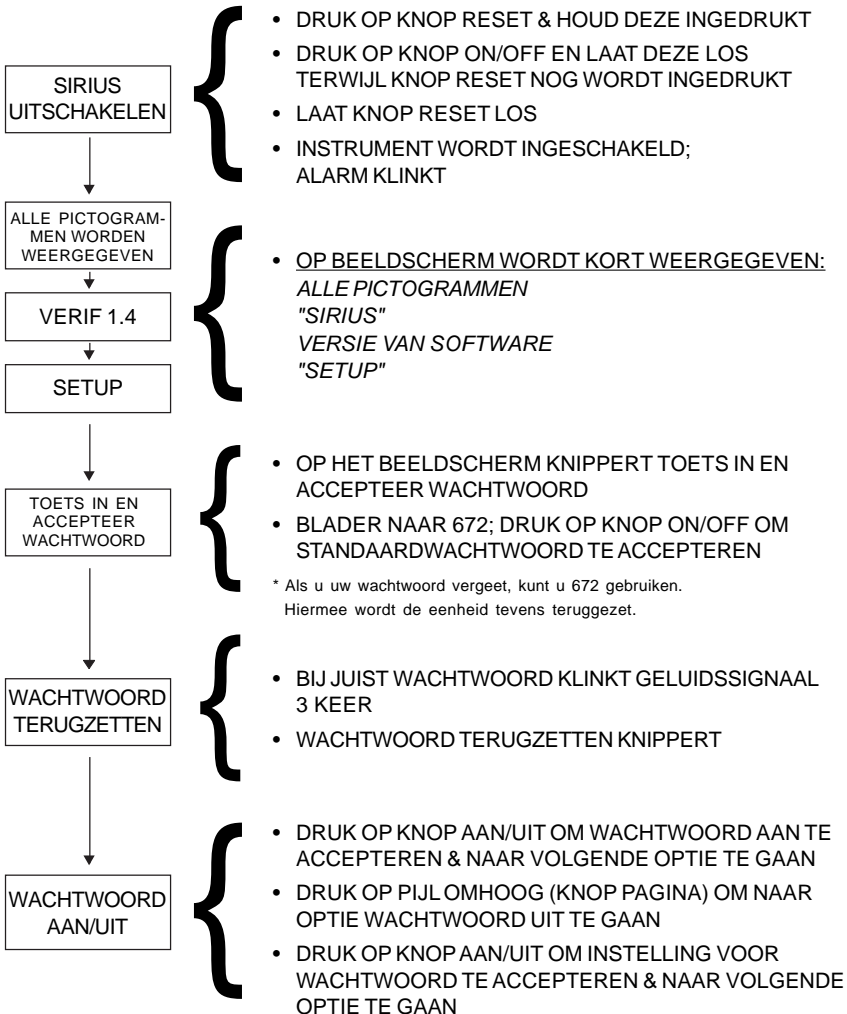 SIRIUS
UITSCHAKELEN
• DRUK OP KNOP RESET & HOUD DEZE INGEDRUKT
• DRUK OP KNOP ON/OFF EN LAAT DEZE LOS
TERWIJL KNOP RESET NOG WORDT INGEDRUKT
• LAAT KNOP RESET LOS
• INSTRUMENT WORDT INGESCHAKELD;
ALARM KLINKT
ALLE PICTOGRAM-
MEN WORDEN
WEERGEGEVEN
VERIF 1.4
SETUP
• OP BEELDSCHERM WORDT KORT WEERGEGEVEN:
ALLE PICTOGRAMMEN
"SIRIUS"
VERSIE VAN SOFTWARE
"SETUP"
TOETS IN EN
ACCEPTEER
WACHTWOORD
• OP HET BEELDSCHERM KNIPPERT TOETS IN EN
ACCEPTEER WACHTWOORD
• BLADER NAAR 672; DRUK OP KNOP ON/OFF OM
STANDAARDWACHTWOORD TE ACCEPTEREN
* Als u uw wachtwoord vergeet, kunt u 672 gebruiken.
Hiermee wordt de eenheid tevens teruggezet.
WACHTWOORD
TERUGZETTEN
• BIJ JUIST WACHTWOORD KLINKT GELUIDSSIGNAAL
3 KEER
• WACHTWOORD TERUGZETTEN KNIPPERT
WACHTWOORD
AAN/UIT
• DRUK OP KNOP AAN/UIT OM WACHTWOORD AAN TE
ACCEPTEREN & NAAR VOLGENDE OPTIE TE GAAN
• DRUK OP PIJL OMHOOG (KNOP PAGINA) OM NAAR
OPTIE WACHTWOORD UIT TE GAAN
• DRUK OP KNOP AAN/UIT OM INSTELLING VOOR
WACHTWOORD TE ACCEPTEREN & NAAR VOLGENDE
OPTIE TE GAAN